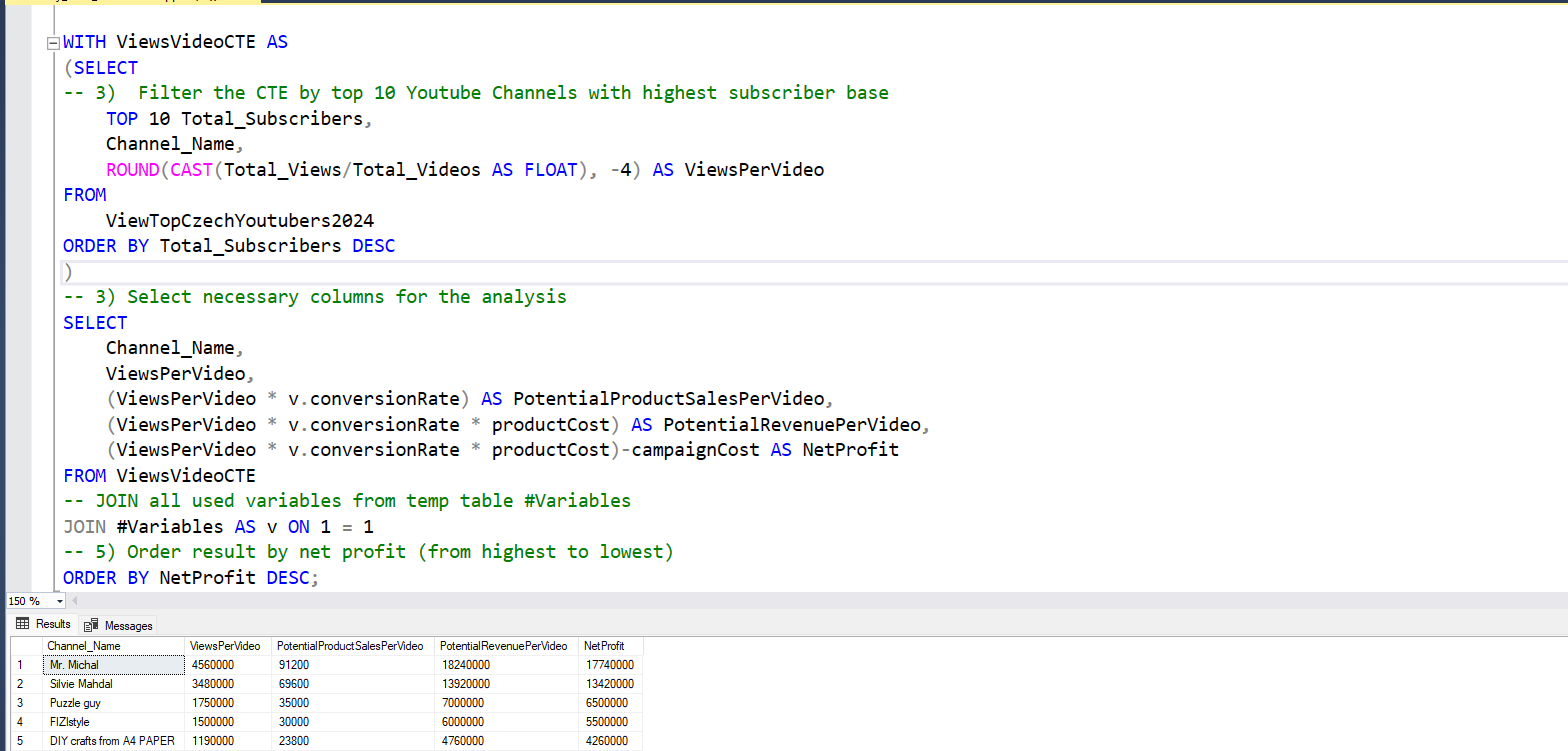 WITH ViewsVideoCTE AS
(SELECT
-- 3)  Filter the CTE by top 10 Youtube Channels with highest subscriber base
    TOP 10 Total_Subscribers,
    Channel_Name,
    ROUND(CAST(Total_Views/Total_Videos AS FLOAT), -4) AS ViewsPerVideo
FROM
    ViewTopCzechYoutubers2024
ORDER BY Total_Subscribers DESC
)
-- 3) Select necessary columns for the analysis
SELECT
    Channel_Name,
    ViewsPerVideo,
    (ViewsPerVideo * v.conversionRate) AS PotentialProductSalesPerVideo,
    (ViewsPerVideo * v.conversionRate * productCost) AS PotentialRevenuePerVideo,
    (ViewsPerVideo * v.conversionRate * productCost)-campaignCost AS NetProfit
FROM ViewsVideoCTE
-- JOIN all used variables from temp table #Variables
JOIN #Variables AS v ON 1 = 1
-- 5) Order result by net profit (from highest to lowest)
ORDER BY NetProfit DESC;
150 %
Results Messages
Channel_Name ViewsPerVideo PotentialProductSalesPerVideo PotentialRevenuePerVideo NetProfit
1 Mr. Michal 4560000 91200 18240000 17740000
2 Silvie Mahdal 3480000 69600 13920000 13420000
3 Puzzle guy 1750000 35000 7000000 6500000
4 FIZIstyle 1500000 30000 6000000 5500000
5 DIY crafts from A4 PAPER 1190000 23800 4760000 4260000